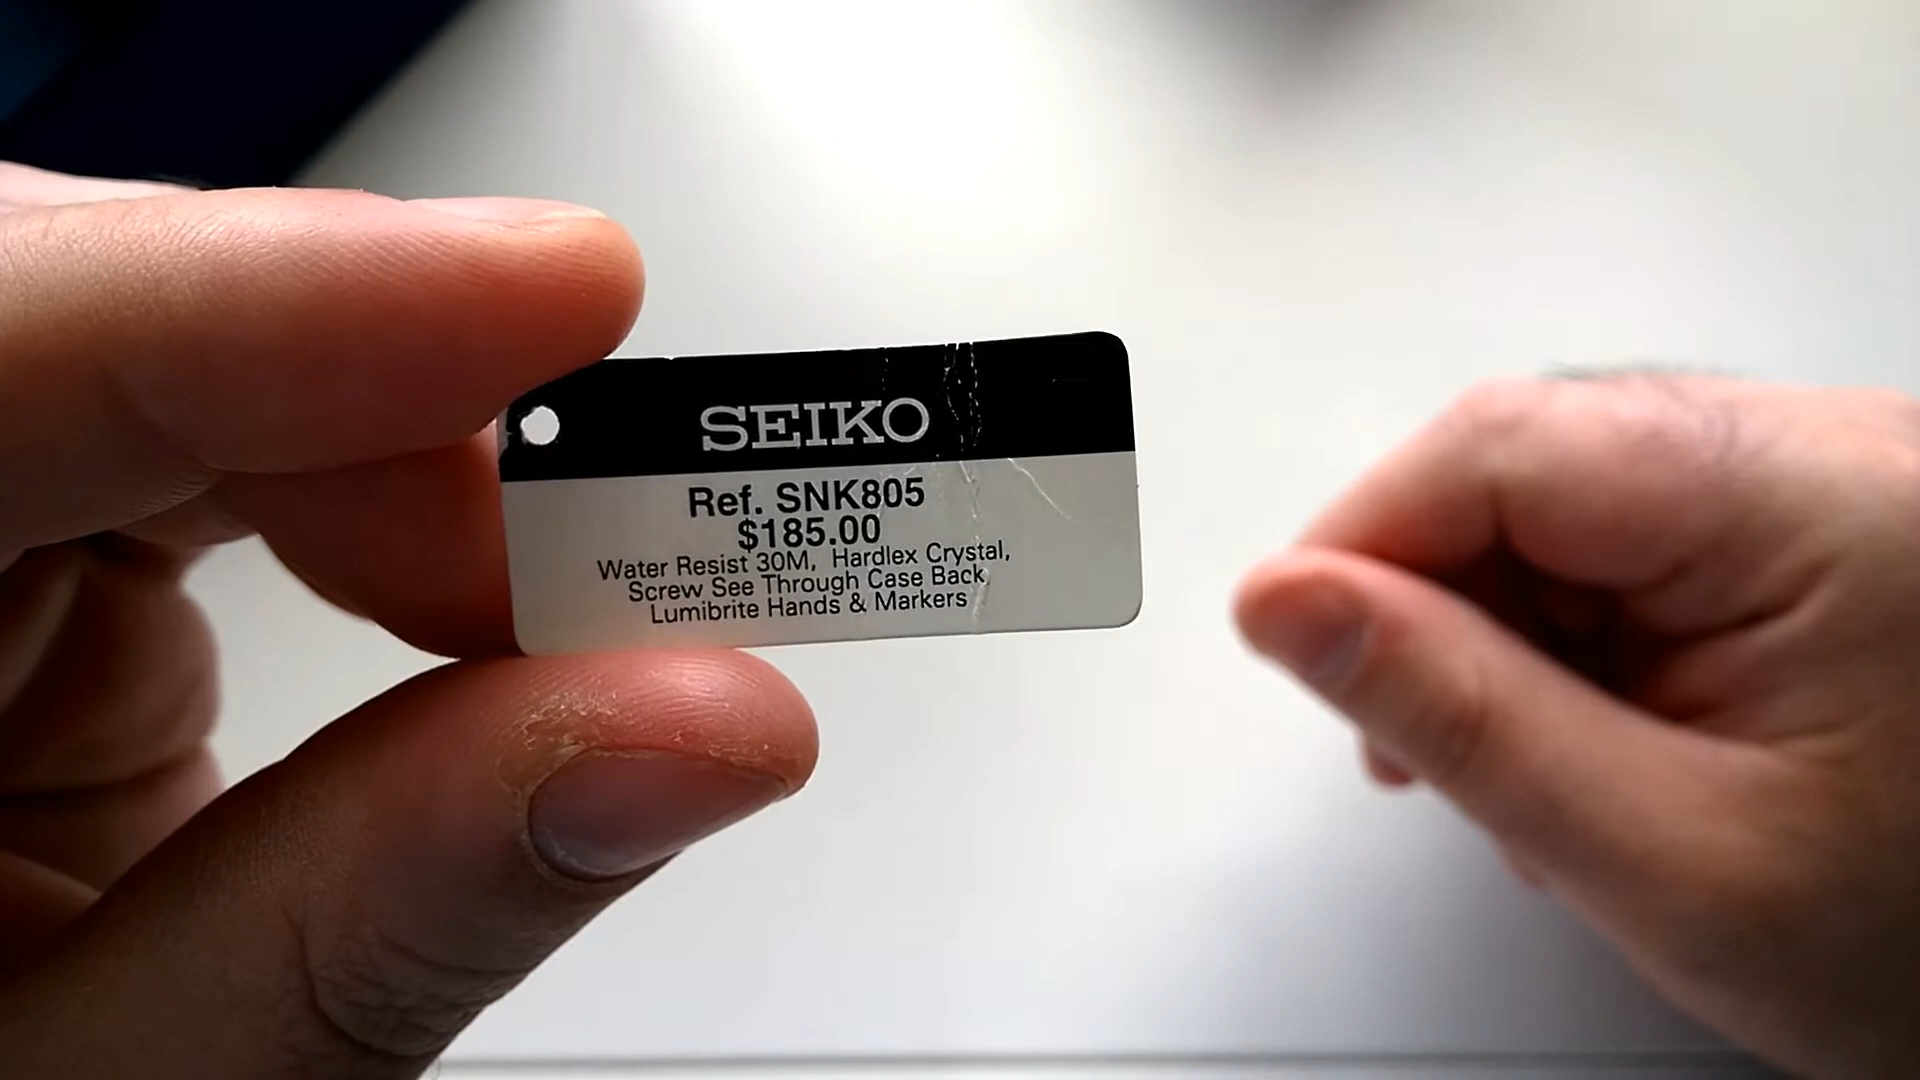 SEIKO
Ref. SNK805
$185.00
Water Resist 30M, Hardlex Crystal,
Screw See Through Case Back
Lumibrite Hands & Markers